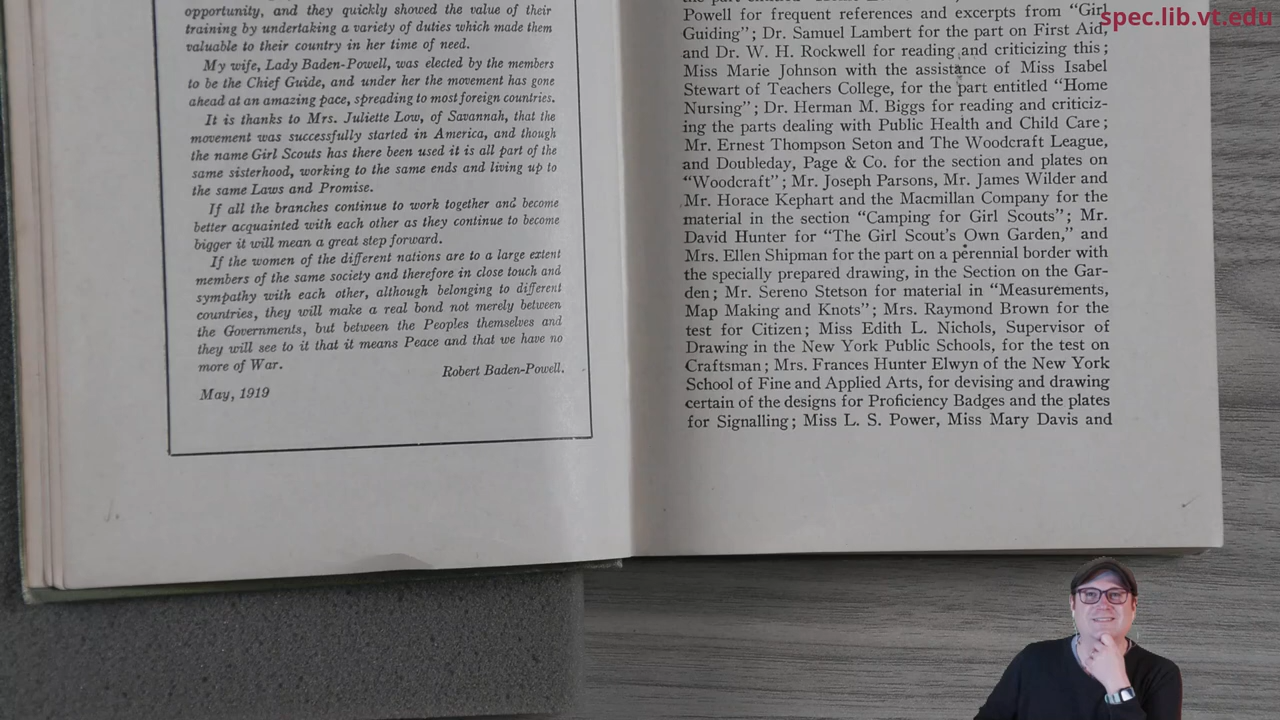 opportunity, and they quickly showed the value of their
training by undertaking a variety of duties which made them
valuable to their country in her time of need.
My wife, Lady Baden-Powell, was elected by the members
to be the Chief Guide, and under her the movement has gone
ahead at an amazing pace, spreading to most foreign countries.
It is thanks to Mrs. Juliette Low, of Savannah, that the
movement was successfully started in America, and though
the name Girl Scouts has there been used it is all part of the
same sisterhood, working to the same ends and living up to
the same Laws and Promise.
If all the branches continue to work together and become
better acquainted with each other as they continue to become
bigger it will mean a great step forward.
If the women of the different nations are to a large extent
members of the same society and therefore in close touch and
sympathy with each other, although belonging to different
countries, they will make a real bond not merely between
the Governments, but between the Peoples themselves and
they will see to it that it means Peace and that we have no
more of War.
Robert Baden-Powell.
May, 1919
Powell for frequent references and excerpts from “Girl
Guiding”; Dr. Samuel Lambert for the part on First Aid,
and Dr. W. H. Rockwell for reading and criticizing this;
Miss Marie Johnson with the assistance of Miss Isabel
Stewart of Teachers College, for the part entitled “Home
Nursing”; Dr. Herman M. Biggs for reading and criticiz-
ing the parts dealing with Public Health and Child Care;
Mr. Ernest Thompson Seton and The Woodcraft League,
and Doubleday, Page & Co. for the section and plates on
“Woodcraft”; Mr. Joseph Parsons, Mr. James Wilder and
Mr. Horace Kephart and the Macmillan Company for the
material in the section “Camping for Girl Scouts”; Mr.
David Hunter for “The Girl Scout's Own Garden,” and
Mrs. Ellen Shipman for the part on a perennial border with
the specially prepared drawing, in the Section on the Gar-
den; Mr. Sereno Stetson for material in “Measurements,
Map Making and Knots”; Mrs. Raymond Brown for the
test for Citizen; Miss Edith L. Nichols, Supervisor of
Drawing in the New York Public Schools, for the test on
Craftsman; Mrs. Frances Hunter Elwyn of the New York
School of Fine and Applied Arts, for devising and drawing
certain of the designs for Proficiency Badges and the plates
for Signalling; Miss L. S. Power, Miss Mary Davis and
spec.lib.vt.edu